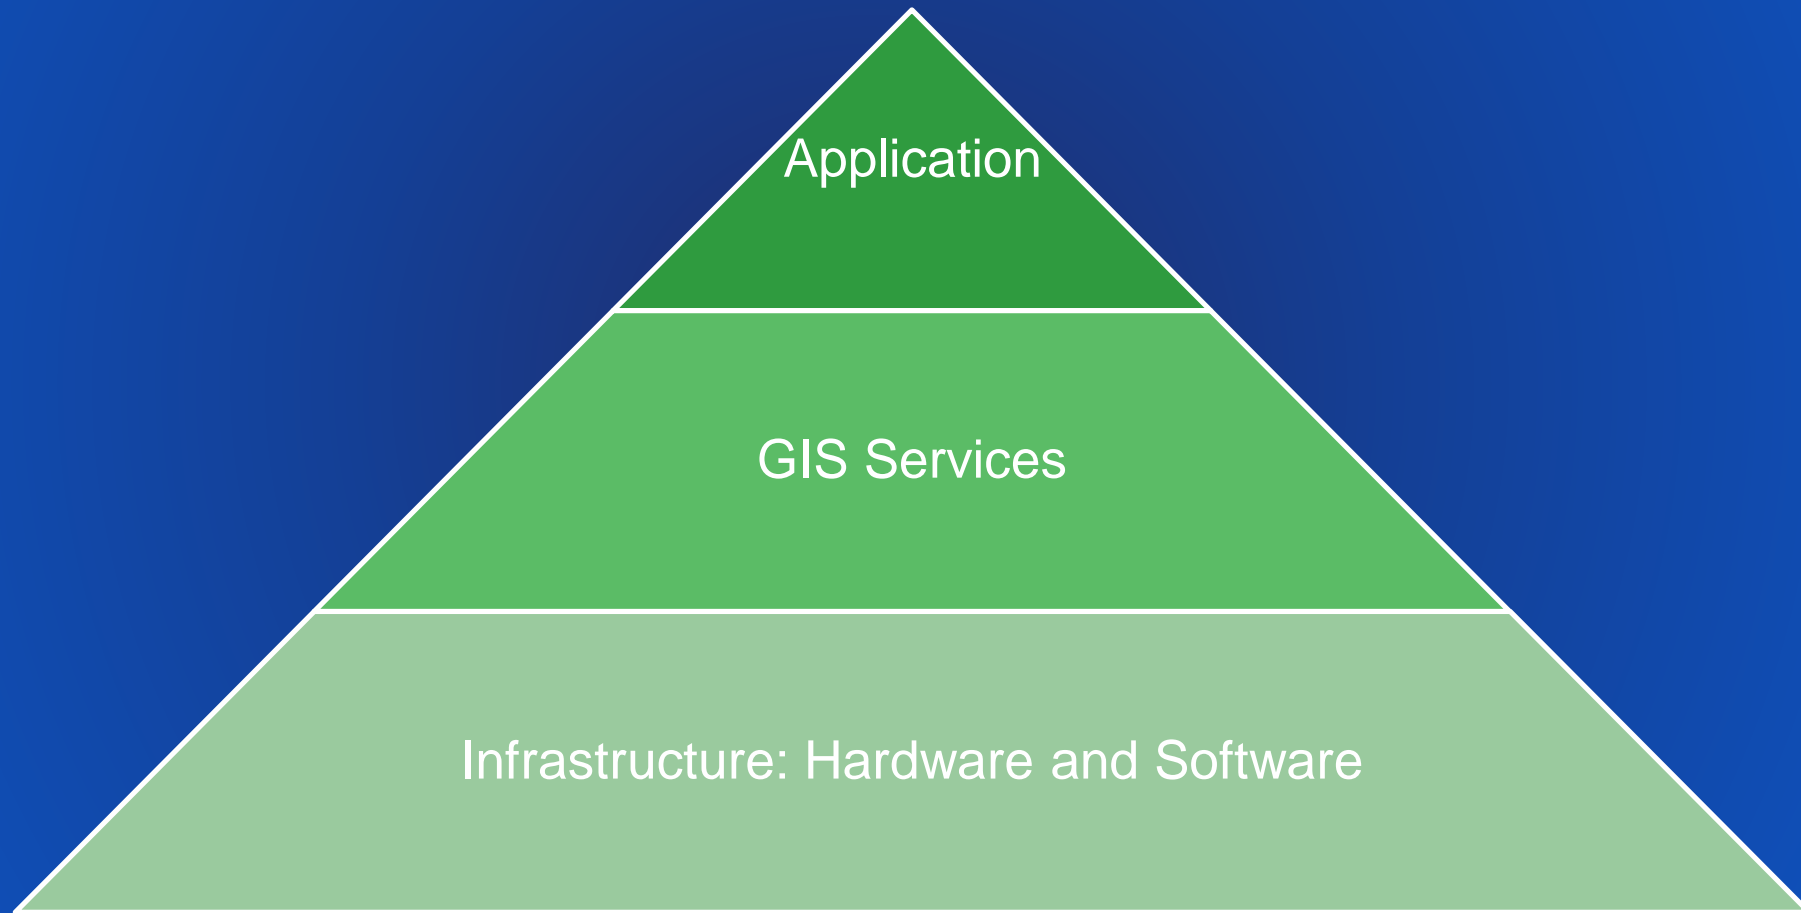 Application
GIS Services
Infrastructure: Hardware and Software